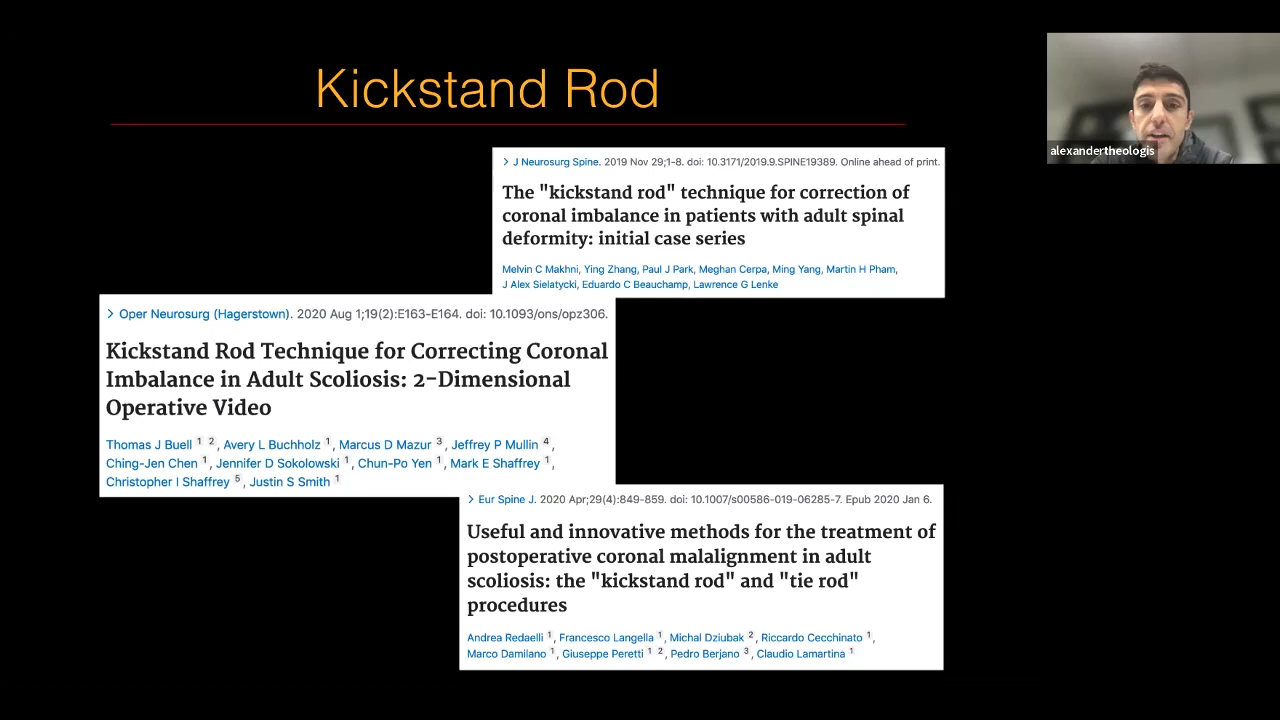 Kickstand Rod
alexandertheologis
> J Neurosurg Spine. 2019 Nov 29;1-8. doi: 10.3171/2019.9.SPINE19389. Online ahead of print.
The "kickstand rod" technique for correction of
coronal imbalance in patients with adult spinal
deformity: initial case series
Melvin C Makhni, Ying Zhang, Paul J Park, Meghan Cerpa, Ming Yang, Martin H Pham,
J Alex Sielatycki, Eduardo C Beauchamp, Lawrence G Lenke
> Oper Neurosurg (Hagerstown). 2020 Aug 1;19(2):E163-E164. doi: 10.1093/ons/opz306.
Kickstand Rod Technique for Correcting Coronal
Imbalance in Adult Scoliosis: 2-Dimensional
Operative Video
Thomas J Buell 1 2, Avery L Buchholz 1, Marcus D Mazur 3, Jeffrey P Mullin 4,
Ching-Jen Chen 1, Jennifer D Sokolowski 1, Chun-Po Yen 1, Mark E Shaffrey 1,
Christopher I Shaffrey 5, Justin S Smith 1
> Eur Spine J. 2020 Apr;29(4):849-859. doi: 10.1007/s00586-019-06285-7. Epub 2020 Jan 6.
Useful and innovative methods for the treatment of
postoperative coronal malalignment in adult
scoliosis: the "kickstand rod" and "tie rod"
procedures
Andrea Redaelli 1, Francesco Langella 1, Michal Dziubak 2, Riccardo Cecchinato 1,
Marco Damilano 1, Giuseppe Peretti 1 2, Pedro Berjano 3, Claudio Lamartina 1